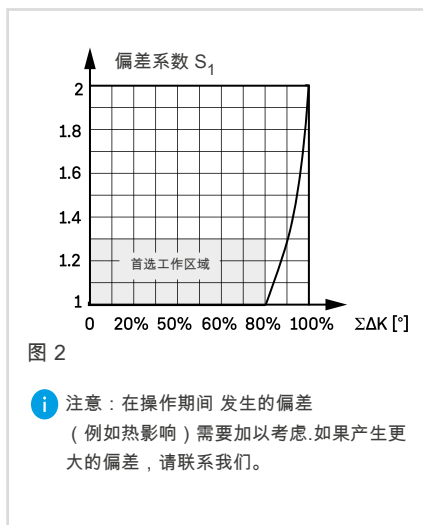 偏差系数 S1
2
1.8
1.6
1.4
1.2
首选工作区域
1
0 20% 50% 60% 80% 100% ΣΔK [°]
图 2
i 注意：在操作期间 发生的偏差
（例如热影响）需要加以考虑.如果产生更
大的偏差，请联系我们。